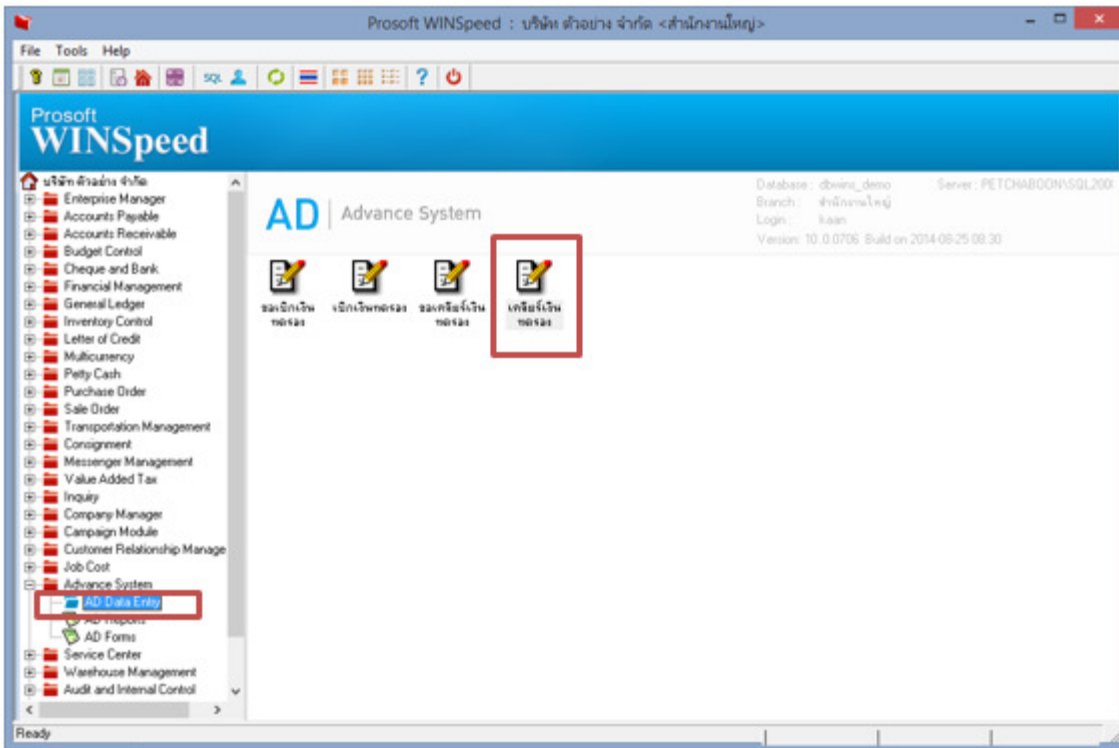 Prosoft WINSpeed : บริษัท ตัวอย่าง จำกัด <สำนักงานใหญ่>
File Tools Help
SQL
Prosoft
WINSpeed
บริษัท ตัวอย่าง จำกัด
Enterprise Manager
Accounts Payable
Accounts Receivable
Budget Control
Cheque and Bank
Financial Management
General Ledger
Inventory Control
Letter of Credit
Multicurrency
Petty Cash
Purchase Order
Sale Order
Transportation Management
Consignment
Messenger Management
Value Added Tax
Inquiry
Company Manager
Campaign Module
Customer Relationship Manage
Job Cost
Advance System
AD Data Entry
AD Reports
AD Forms
Service Center
Warehouse Management
Audit and Internal Control
AD Advance System
Database : dbwins_demo Server : PETCHABOON\SQL200
Branch : สำนักงานใหญ่
Login : kaan
Version: 10.0.0706 Build on 2014-08-25 08:30
ขอเบิกเงิน
ทดรอง
เบิกเงินทดรอง
ขอเคลียร์เงิน
ทดรอง
เคลียร์เงิน
ทดรอง
Ready